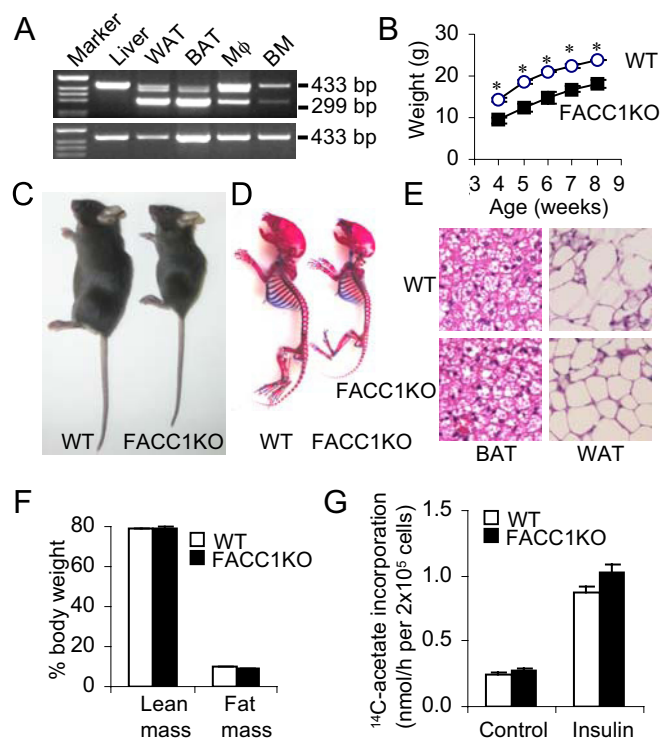 A
Marker
Liver
WAT
BAT
Mϕ
BM
433 bp
299 bp
433 bp
B
Weight (g)
30
20
10
0
* * * * *
WT
FACC1KO
3 4 5 6 7 8 9
Age (weeks)
C
WT FACC1KO
D
FACC1KO
WT FACC1KO
E
WT
FACC1KO
BAT WAT
F
% body weight
80
60
40
20
0
WT
FACC1KO
Lean mass
Fat mass
G
¹⁴C-acetate incorporation
(nmol/h per 2x10⁵ cells)
1.5
1.0
0.5
0.0
WT
FACC1KO
Control Insulin